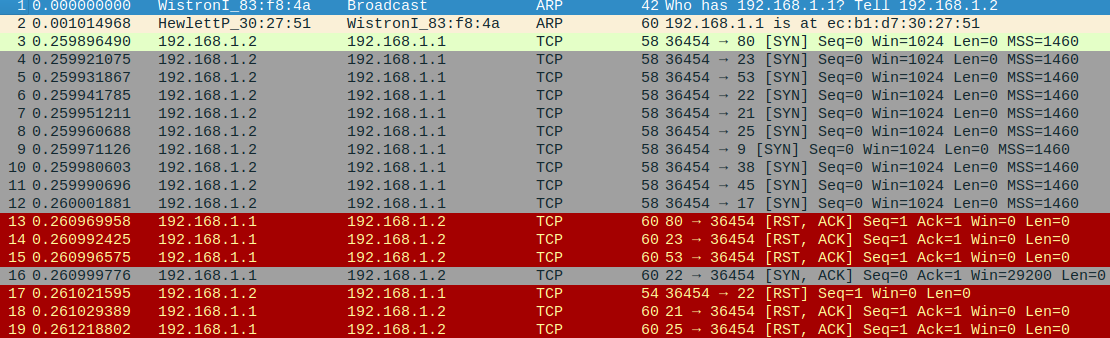 1 0.000000000 WistronI_83:f8:4a Broadcast ARP 42 Who has 192.168.1.1? Tell 192.168.1.2
2 0.001014968 HewlettP_30:27:51 WistronI_83:f8:4a ARP 60 192.168.1.1 is at ec:b1:d7:30:27:51
3 0.259896490 192.168.1.2 192.168.1.1 TCP 58 36454 → 80 [SYN] Seq=0 Win=1024 Len=0 MSS=1460
4 0.259921075 192.168.1.2 192.168.1.1 TCP 58 36454 → 23 [SYN] Seq=0 Win=1024 Len=0 MSS=1460
5 0.259931867 192.168.1.2 192.168.1.1 TCP 58 36454 → 53 [SYN] Seq=0 Win=1024 Len=0 MSS=1460
6 0.259941785 192.168.1.2 192.168.1.1 TCP 58 36454 → 22 [SYN] Seq=0 Win=1024 Len=0 MSS=1460
7 0.259951211 192.168.1.2 192.168.1.1 TCP 58 36454 → 21 [SYN] Seq=0 Win=1024 Len=0 MSS=1460
8 0.259960688 192.168.1.2 192.168.1.1 TCP 58 36454 → 25 [SYN] Seq=0 Win=1024 Len=0 MSS=1460
9 0.259971126 192.168.1.2 192.168.1.1 TCP 58 36454 → 9 [SYN] Seq=0 Win=1024 Len=0 MSS=1460
10 0.259980603 192.168.1.2 192.168.1.1 TCP 58 36454 → 38 [SYN] Seq=0 Win=1024 Len=0 MSS=1460
11 0.259990696 192.168.1.2 192.168.1.1 TCP 58 36454 → 45 [SYN] Seq=0 Win=1024 Len=0 MSS=1460
12 0.260001881 192.168.1.2 192.168.1.1 TCP 58 36454 → 17 [SYN] Seq=0 Win=1024 Len=0 MSS=1460
13 0.260969958 192.168.1.1 192.168.1.2 TCP 60 80 → 36454 [RST, ACK] Seq=1 Ack=1 Win=0 Len=0
14 0.260992425 192.168.1.1 192.168.1.2 TCP 60 23 → 36454 [RST, ACK] Seq=1 Ack=1 Win=0 Len=0
15 0.260996575 192.168.1.1 192.168.1.2 TCP 60 53 → 36454 [RST, ACK] Seq=1 Ack=1 Win=0 Len=0
16 0.260999776 192.168.1.1 192.168.1.2 TCP 60 22 → 36454 [SYN, ACK] Seq=0 Ack=1 Win=29200 Len=0
17 0.261021595 192.168.1.2 192.168.1.1 TCP 54 36454 → 22 [RST] Seq=1 Win=0 Len=0
18 0.261029389 192.168.1.1 192.168.1.2 TCP 60 21 → 36454 [RST, ACK] Seq=1 Ack=1 Win=0 Len=0
19 0.261218802 192.168.1.1 192.168.1.2 TCP 60 25 → 36454 [RST, ACK] Seq=1 Ack=1 Win=0 Len=0